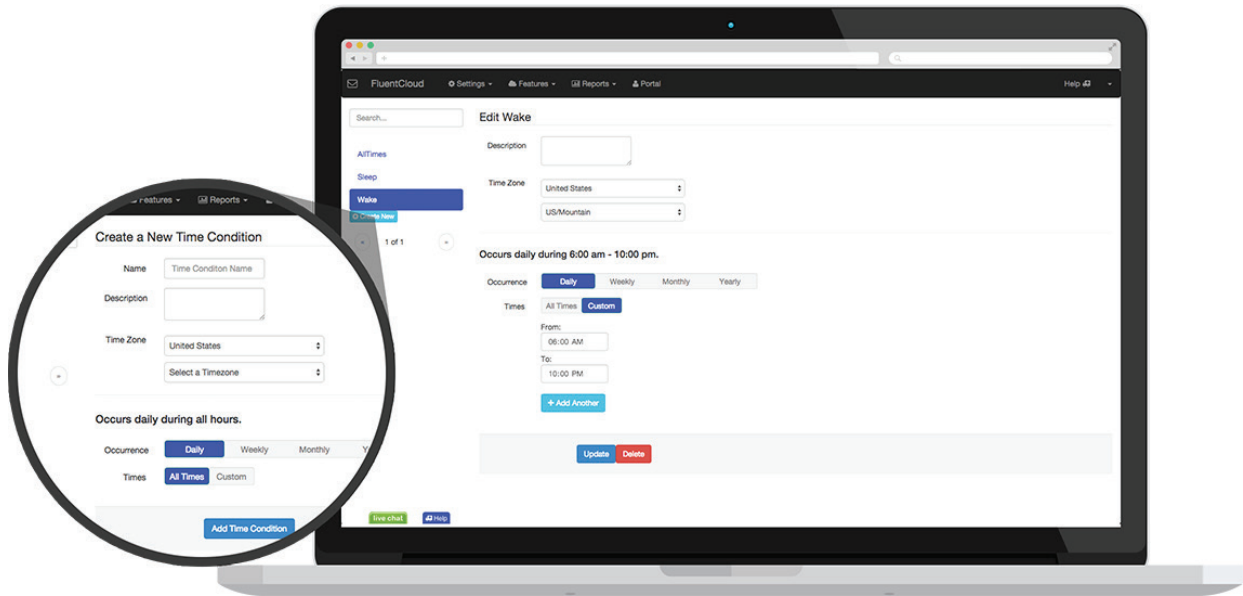 FluentCloud Settings Features Reports Portal Help
Search...
AllTimes
Sleep
Wake
Create New
1 of 1
Edit Wake
Description
Time Zone
United States
US/Mountain
Occurs daily during 6:00 am - 10:00 pm.
Occurrence Daily Weekly Monthly Yearly
Times All Times Custom
From:
06:00 AM
To:
10:00 PM
+ Add Another
Update Delete
live chat Help
Features Reports
Create a New Time Condition
Name Time Conditon Name
Description
Time Zone
United States
Select a Timezone
Occurs daily during all hours.
Occurrence Daily Weekly Monthly
Times All Times Custom
Add Time Condition